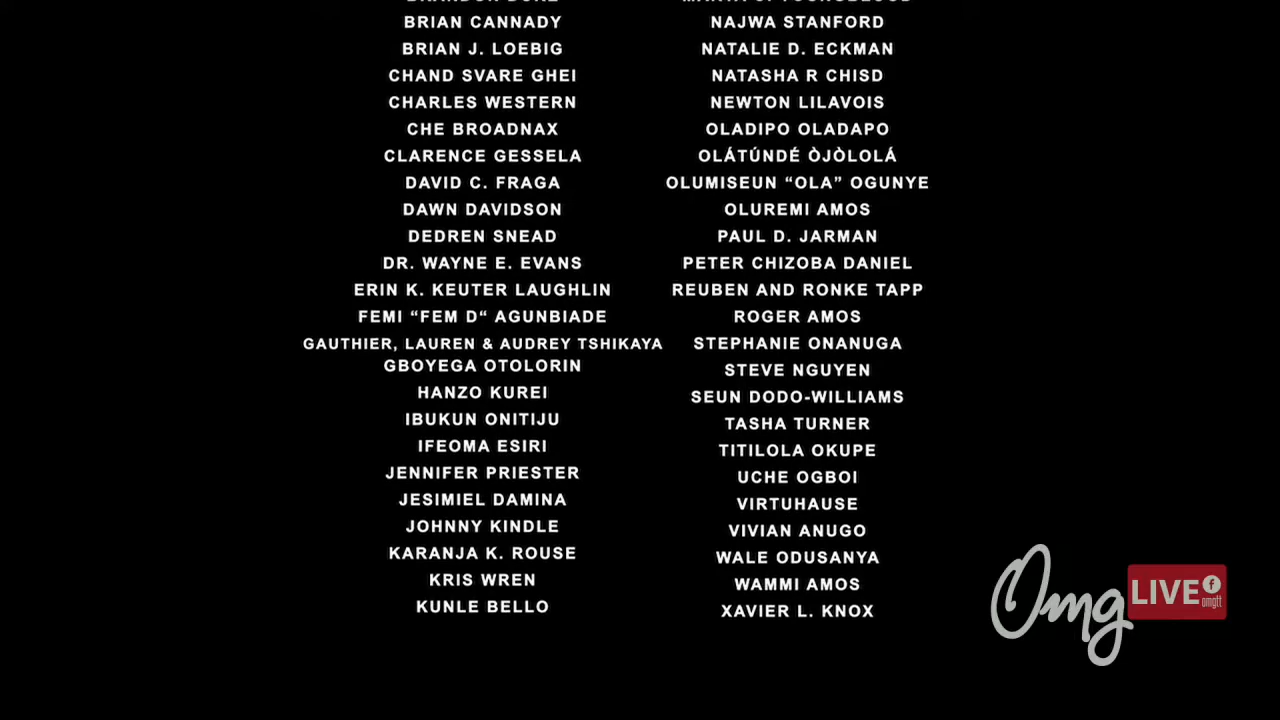 BRIAN CANNADY
BRIAN J. LOEBIG
CHAND SVARE GHEI
CHARLES WESTERN
CHE BROADNAX
CLARENCE GESSELA
DAVID C. FRAGA
DAWN DAVIDSON
DEDREN SNEAD
DR. WAYNE E. EVANS
ERIN K. KEUTER LAUGHLIN
FEMI “FEM D“ AGUNBIADE
GAUTHIER, LAUREN & AUDREY TSHIKAYA
GBOYEGA OTOLORIN
HANZO KUREI
IBUKUN ONITIJU
IFEOMA ESIRI
JENNIFER PRIESTER
JESIMIEL DAMINA
JOHNNY KINDLE
KARANJA K. ROUSE
KRIS WREN
KUNLE BELLO
NAJWA STANFORD
NATALIE D. ECKMAN
NATASHA R CHISD
NEWTON LILAVOIS
OLADIPO OLADAPO
OLÁTÚNDÉ ÒJÒLOLÁ
OLUMISEUN “OLA” OGUNYE
OLUREMI AMOS
PAUL D. JARMAN
PETER CHIZOBA DANIEL
REUBEN AND RONKE TAPP
ROGER AMOS
STEPHANIE ONANUGA
STEVE NGUYEN
SEUN DODO-WILLIAMS
TASHA TURNER
TITILOLA OKUPE
UCHE OGBOI
VIRTUHAUSE
VIVIAN ANUGO
WALE ODUSANYA
WAMMI AMOS
XAVIER L. KNOX
Omg LIVE f
omgtt